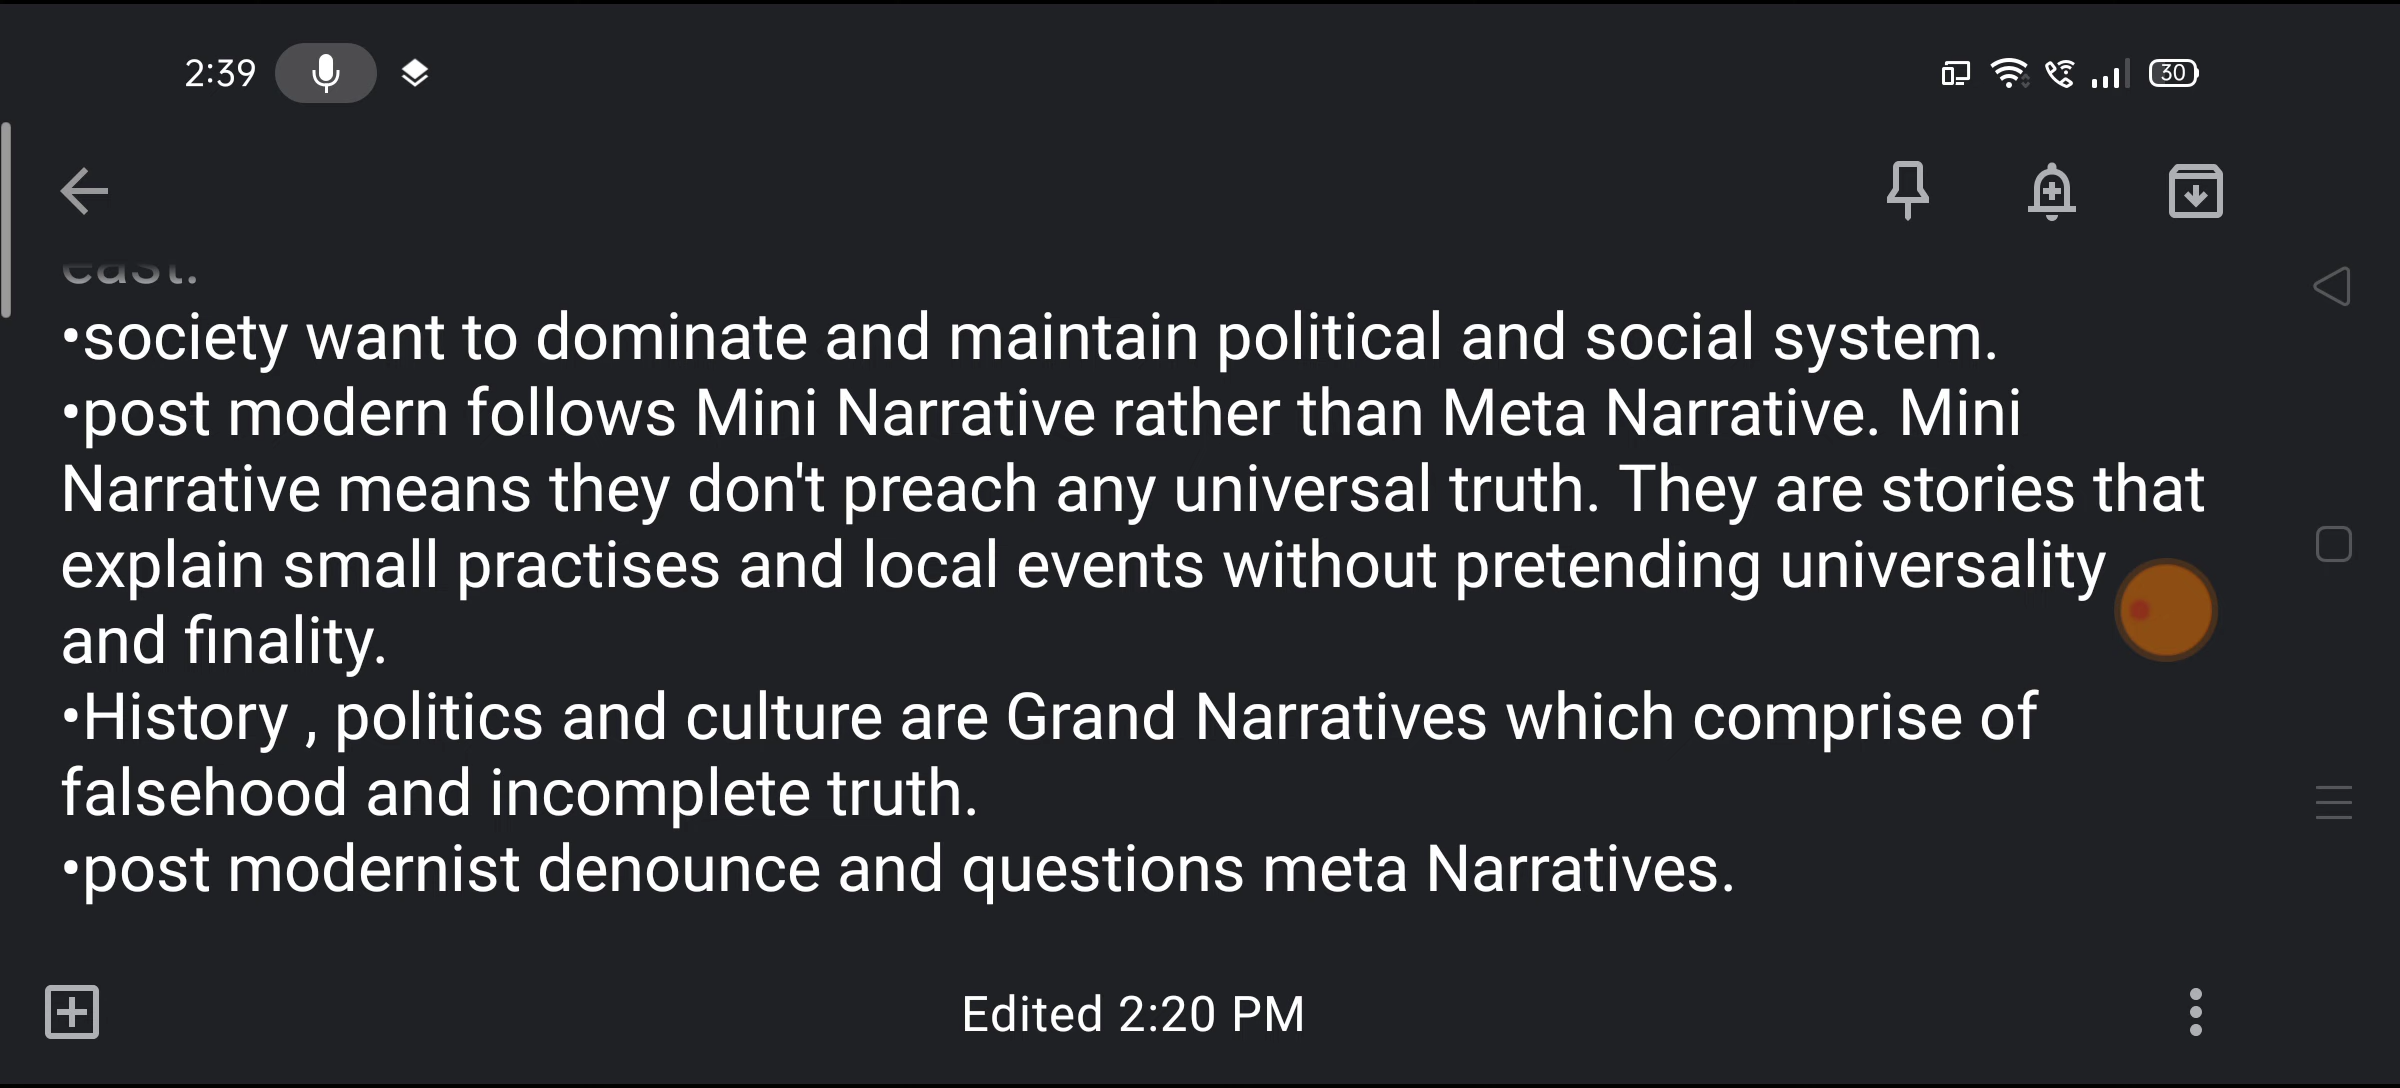 2:39
30
east.
•society want to dominate and maintain political and social system.
•post modern follows Mini Narrative rather than Meta Narrative. Mini
Narrative means they don't preach any universal truth. They are stories that
explain small practises and local events without pretending universality
and finality.
•History , politics and culture are Grand Narratives which comprise of
falsehood and incomplete truth.
•post modernist denounce and questions meta Narratives.
Edited 2:20 PM